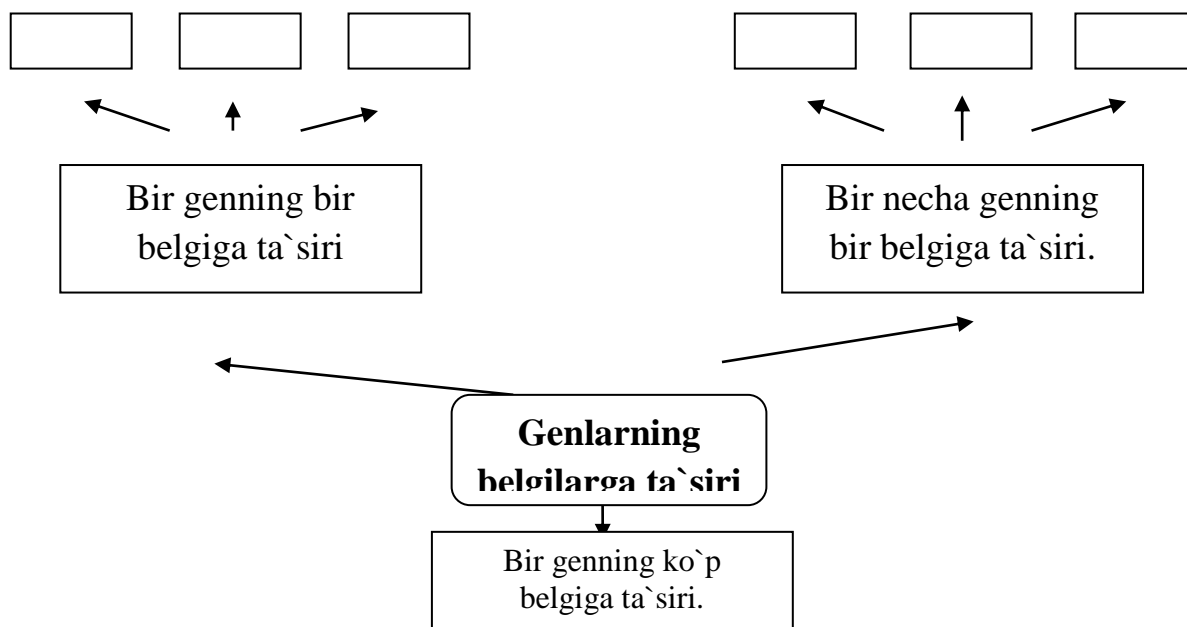 Bir genning bir
belgiga ta`siri
Bir necha genning
bir belgiga ta`siri.
Genlarning
belgilarga ta`siri
Bir genning ko`p
belgiga ta`siri.